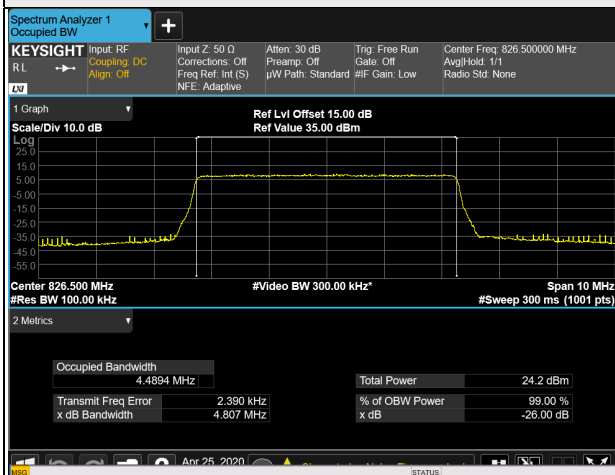 Spectrum Analyzer 1
Occupied BW
+
KEYSIGHT Input: RF Input Z: 50 Ω Atten: 30 dB Trig: Free Run Center Freq: 826.500000 MHz
RL Coupling: DC Corrections: Off Preamp: Off Gate: Off Avg|Hold: 1/1
Align: Off Freq Ref: Int (S) µW Path: Standard #IF Gain: Low Radio Std: None
LXI NFE: Adaptive
1 Graph
Ref Lvl Offset 15.00 dB
Scale/Div 10.0 dB Ref Value 35.00 dBm
Log
25.0
15.0
5.00
-5.00
-15.0
-25.0
-35.0
-45.0
-55.0
Center 826.500 MHz #Video BW 300.00 kHz* Span 10 MHz
#Res BW 100.00 kHz #Sweep 300 ms (1001 pts)
2 Metrics
Occupied Bandwidth
4.4894 MHz Total Power 24.2 dBm
Transmit Freq Error 2.390 kHz % of OBW Power 99.00 %
x dB Bandwidth 4.807 MHz x dB -26.00 dB
Apr 25, 2020
MSG STATUS